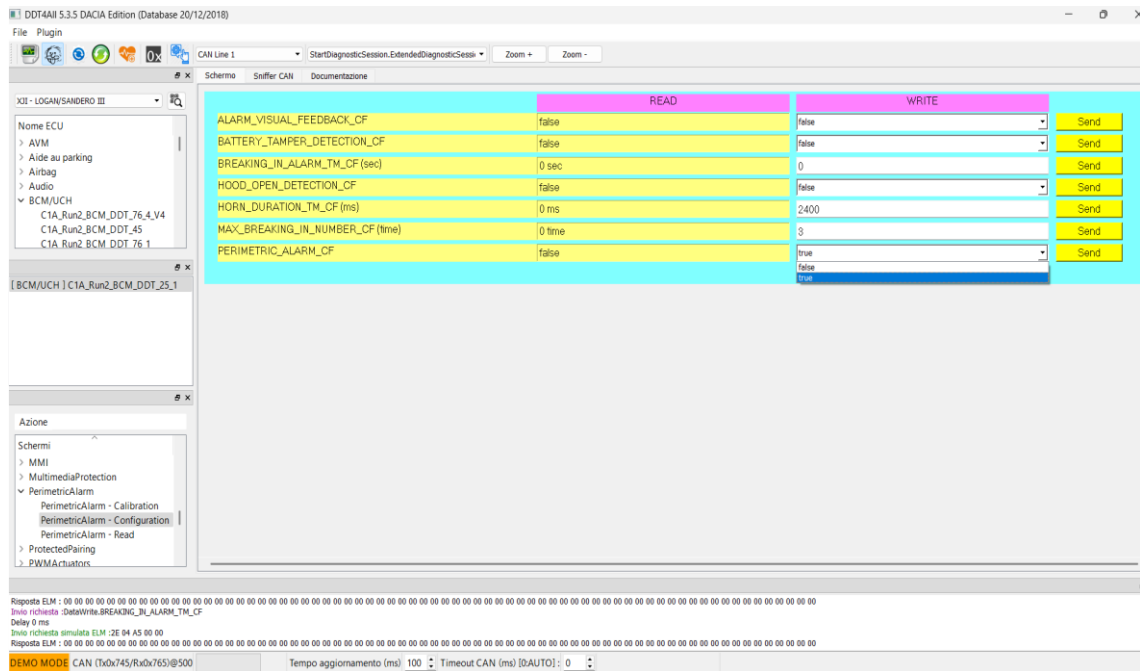 DDT4All 5.3.5 DACIA Edition (Database 20/12/2018)
File Plugin
0x CAN Line 1 StartDiagnosticSession.ExtendedDiagnosticSessi Zoom + Zoom -
Schermo Sniffer CAN Documentazione
XJI - LOGAN/SANDERO III
Nome ECU
> AVM
> Aide au parking
> Airbag
> Audio
BCM/UCH
C1A_Run2_BCM_DDT_76_4_V4
C1A_Run2_BCM_DDT_45
C1A_Run2_BCM_DDT_76_1
[ BCM/UCH ] C1A_Run2_BCM_DDT_25_1
Azione
Schermi
> MMI
> MultimediaProtection
PerimetricAlarm
PerimetricAlarm - Calibration
PerimetricAlarm - Configuration
PerimetricAlarm - Read
> ProtectedPairing
> PWMActuators
READ WRITE
ALARM_VISUAL_FEEDBACK_CF false false Send
BATTERY_TAMPER_DETECTION_CF false false Send
BREAKING_IN_ALARM_TM_CF (sec) 0 sec 0 Send
HOOD_OPEN_DETECTION_CF false false Send
HORN_DURATION_TM_CF (ms) 0 ms 2400 Send
MAX_BREAKING_IN_NUMBER_CF (time) 0 time 3 Send
PERIMETRIC_ALARM_CF false true Send
false
true
Risposta ELM : 00 00 00 00 00 00 00 00 00 00 00 00 00 00 00 00 00 00 00 00 00 00 00 00 00 00 00 00 00 00 00 00 00 00 00 00 00 00 00 00 00 00 00 00 00 00 00 00 00 00 00 00 00 00 00 00 00 00 00 00 00 00 00 00 00 00 00 00 00 00
Invio richiesta :DataWrite.BREAKING_IN_ALARM_TM_CF
Delay 0 ms
Invio richiesta simulata ELM :2E 04 A5 00 00
Risposta ELM : 00 00 00 00 00 00 00 00 00 00 00 00 00 00 00 00 00 00 00 00 00 00 00 00 00 00 00 00 00 00 00 00 00 00 00 00 00 00 00 00 00 00 00 00 00 00 00 00 00 00 00 00 00 00 00 00 00 00 00 00 00 00 00 00 00 00 00 00 00 00
DEMO MODE CAN (Tx0x745/Rx0x765)@500 Tempo aggiornamento (ms) 100 Timeout CAN (ms) [0:AUTO] : 0